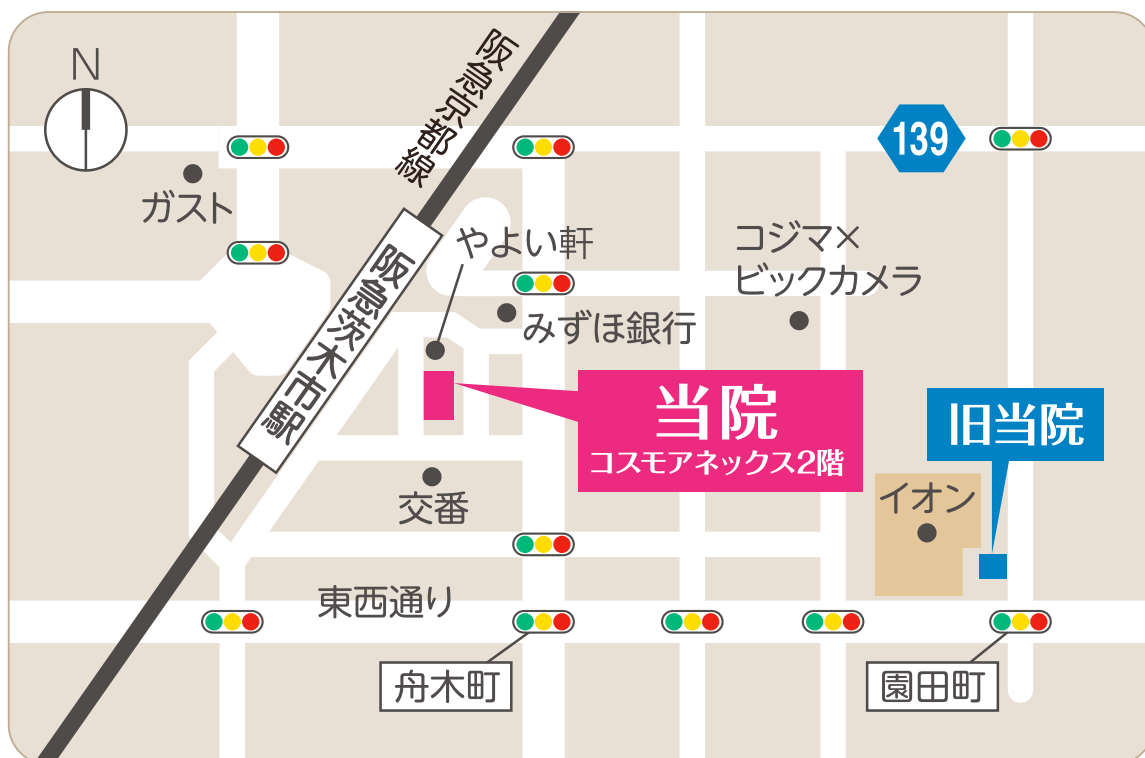 N
阪急京都線
139
ガスト
やよい軒
コジマ×
ビックカメラ
阪急茨木市駅
みずほ銀行
当院
コスモアネックス2階
旧当院
交番
イオン
東西通り
舟木町
園田町